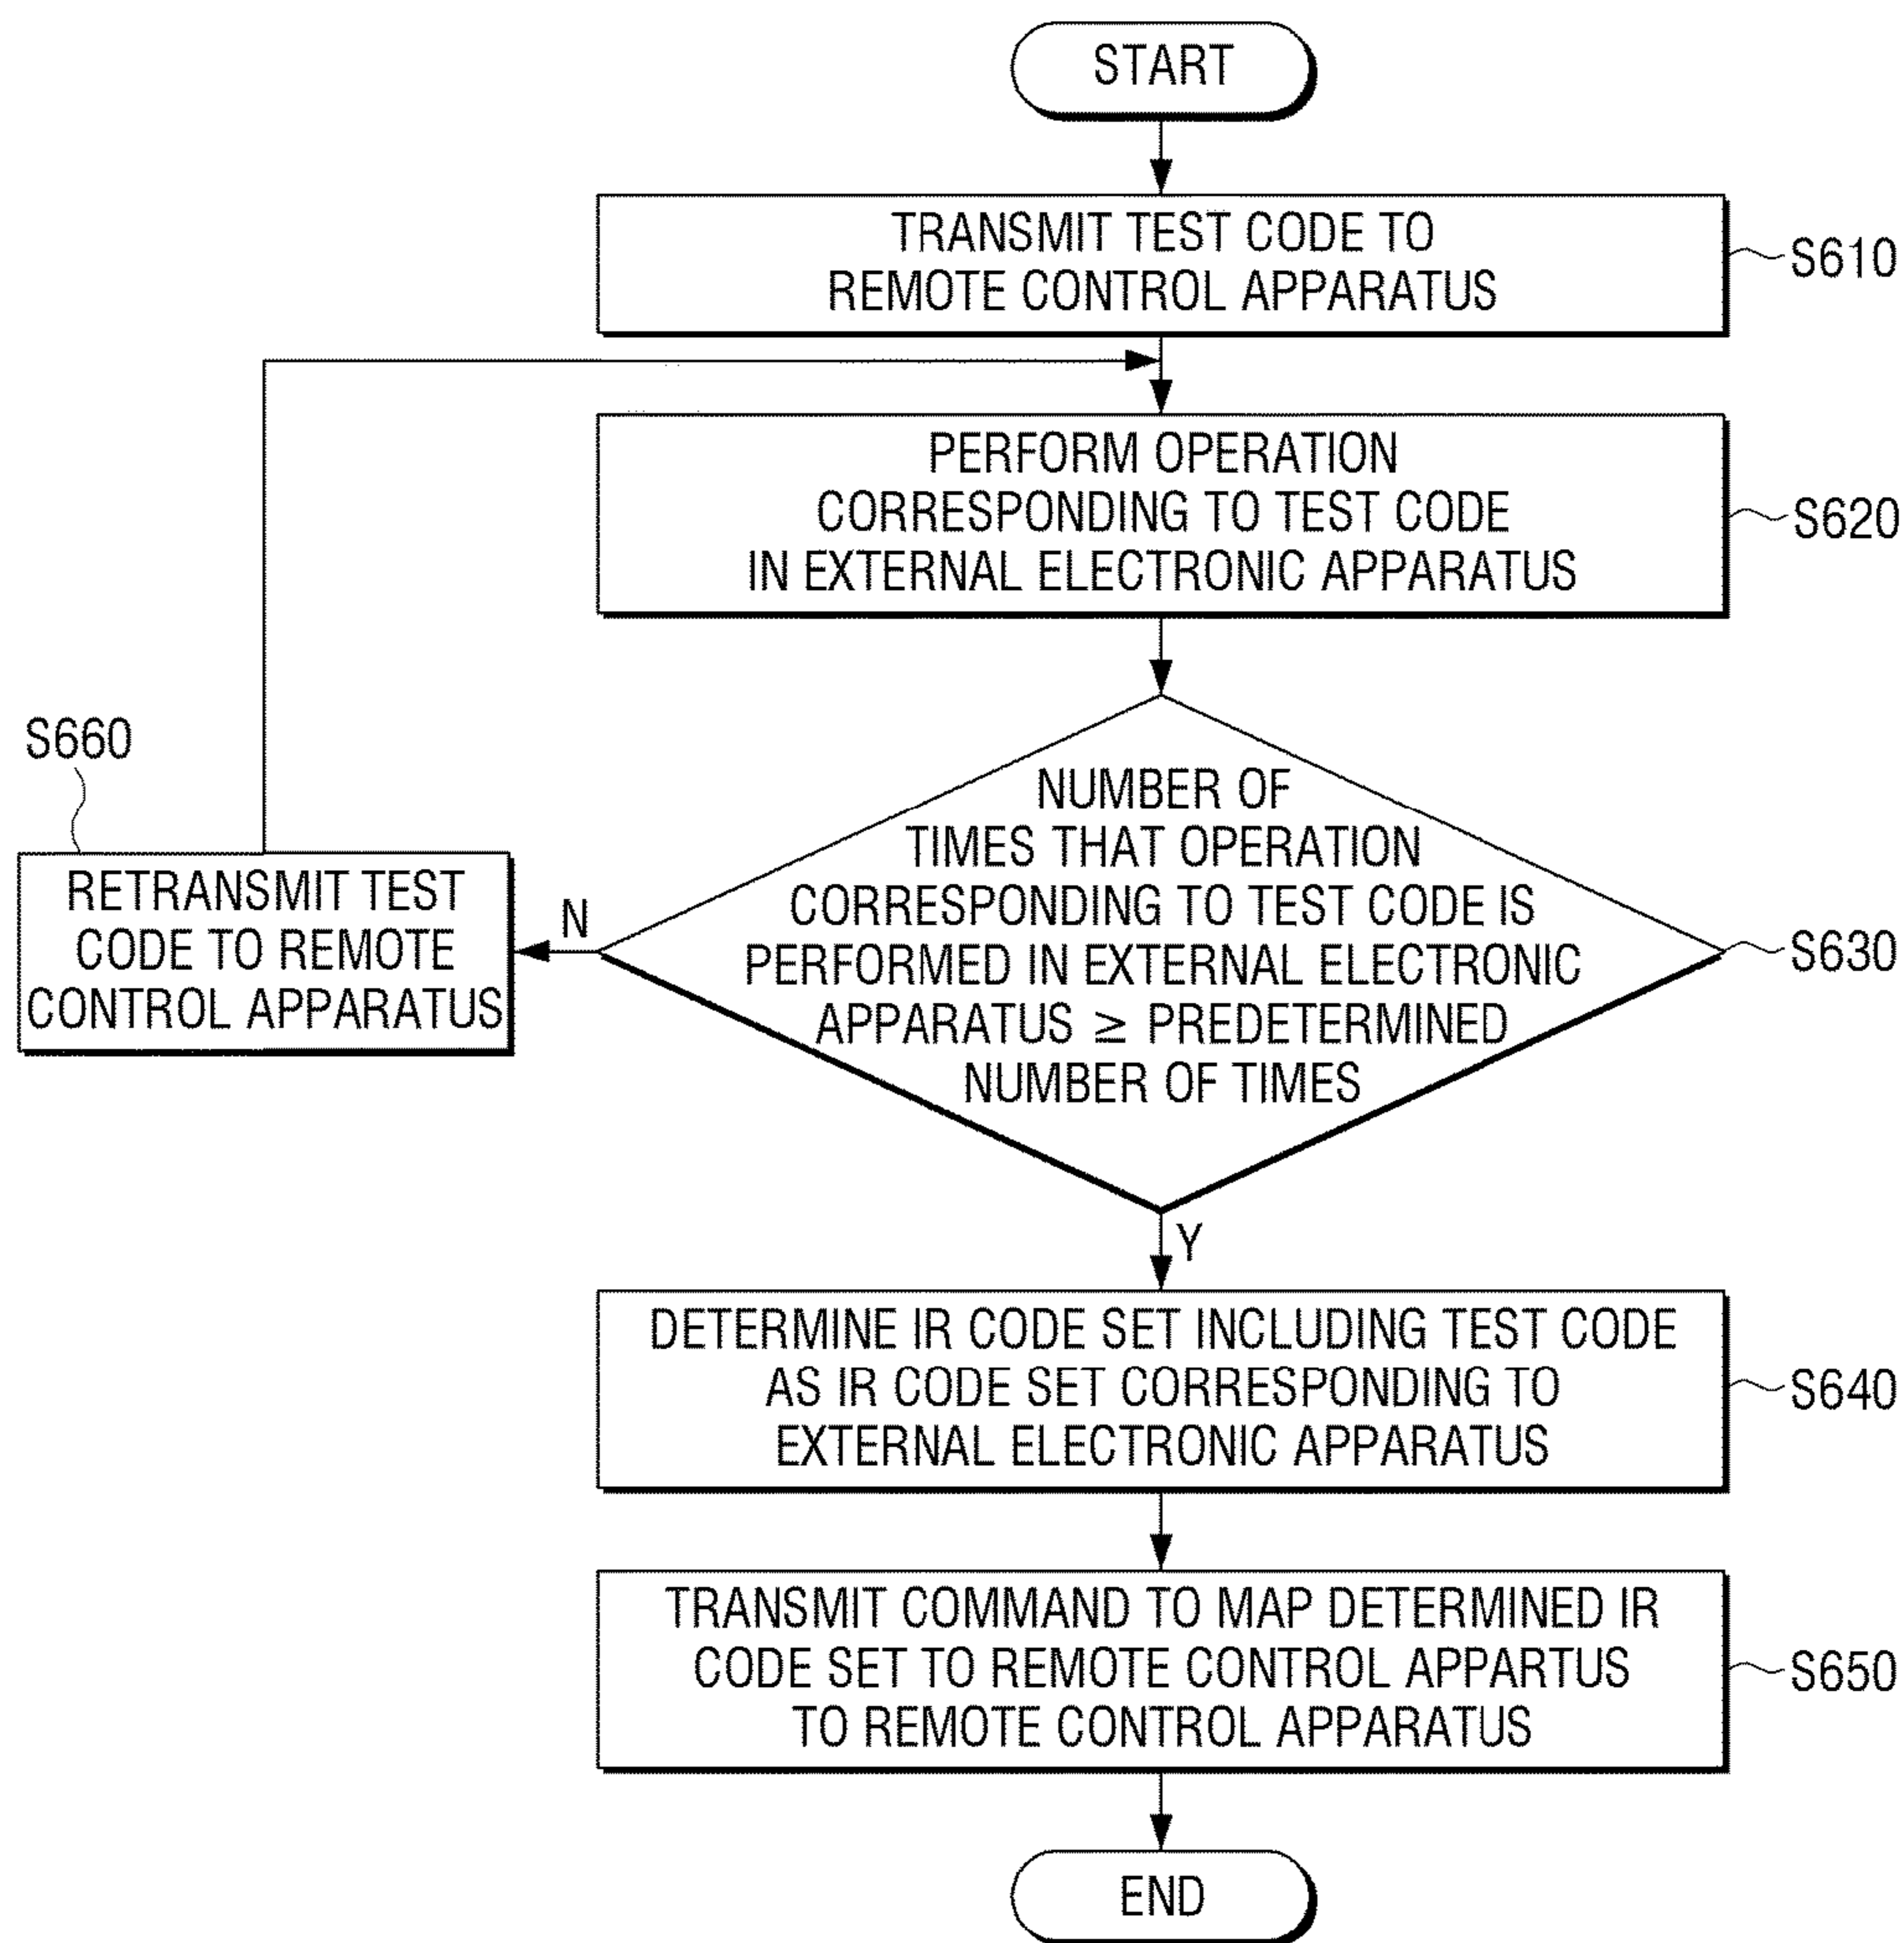 START
TRANSMIT TEST CODE TO
REMOTE CONTROL APPARATUS
S610
PERFORM OPERATION
CORRESPONDING TO TEST CODE
IN EXTERNAL ELECTRONIC APPARATUS
S620
NUMBER OF
TIMES THAT OPERATION
CORRESPONDING TO TEST CODE IS
PERFORMED IN EXTERNAL ELECTRONIC
APPARATUS ≥ PREDETERMINED
NUMBER OF TIMES
S630
N
S660
RETRANSMIT TEST
CODE TO REMOTE
CONTROL APPARATUS
Y
DETERMINE IR CODE SET INCLUDING TEST CODE
AS IR CODE SET CORRESPONDING TO
EXTERNAL ELECTRONIC APPARATUS
S640
TRANSMIT COMMAND TO MAP DETERMINED IR
CODE SET TO REMOTE CONTROL APPARTUS
TO REMOTE CONTROL APPARATUS
S650
END